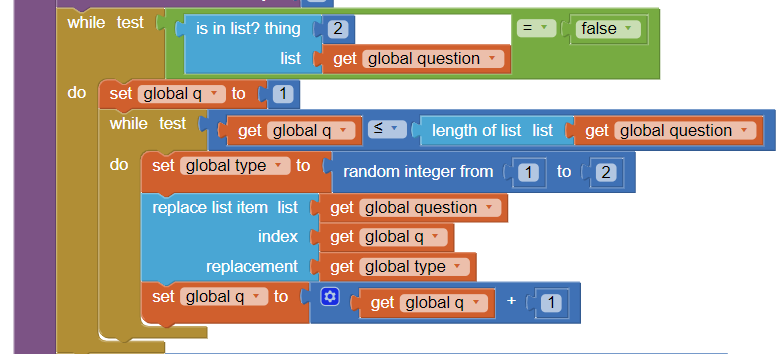 while test is in list? thing 2 = false
list get global question
do set global q to 1
while test get global q ≤ length of list list get global question
do set global type to random integer from 1 to 2
replace list item list get global question
index get global q
replacement get global type
set global q to get global q + 1